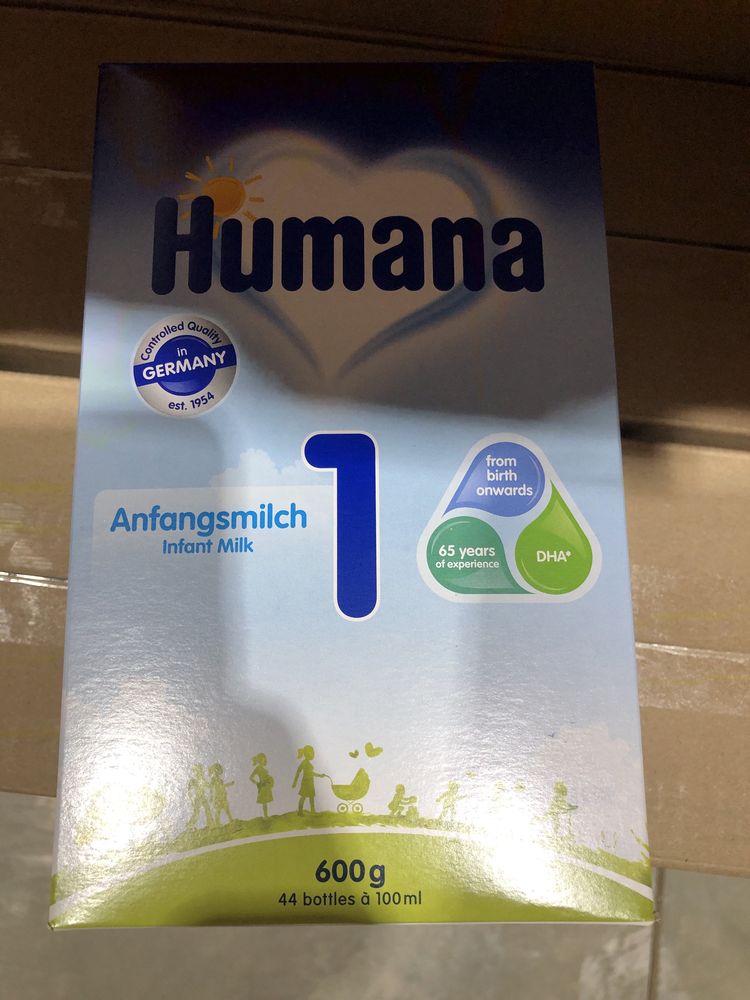 Humana
Controlled Quality
in
GERMANY
est. 1954
1
Anfangsmilch
Infant Milk
from
birth
onwards
65 years
of experience
DHA*
600g
44 bottles à 100ml